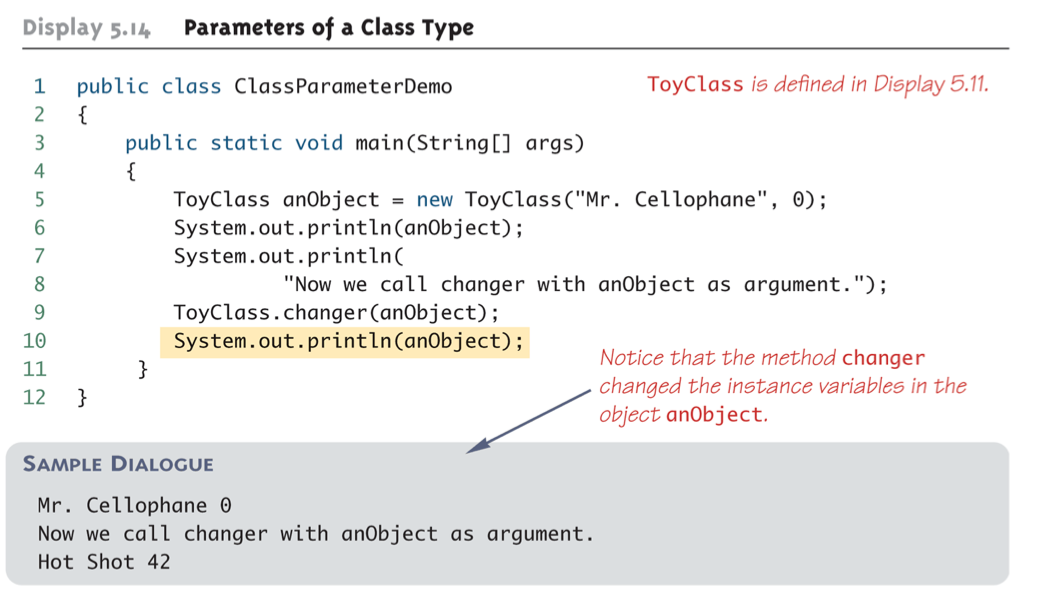 Display 5.14 Parameters of a Class Type
1 public class ClassParameterDemo
ToyClass is defined in Display 5.11.
2 {
3 public static void main(String[] args)
4 {
5 ToyClass anObject = new ToyClass("Mr. Cellophane", 0);
6 System.out.println(anObject);
7 System.out.println(
8 "Now we call changer with anObject as argument.");
9 ToyClass.changer(anObject);
10 System.out.println(anObject);
11 }
12 }
Notice that the method changer
changed the instance variables in the
object anObject.
SAMPLE DIALOGUE
Mr. Cellophane 0
Now we call changer with anObject as argument.
Hot Shot 42